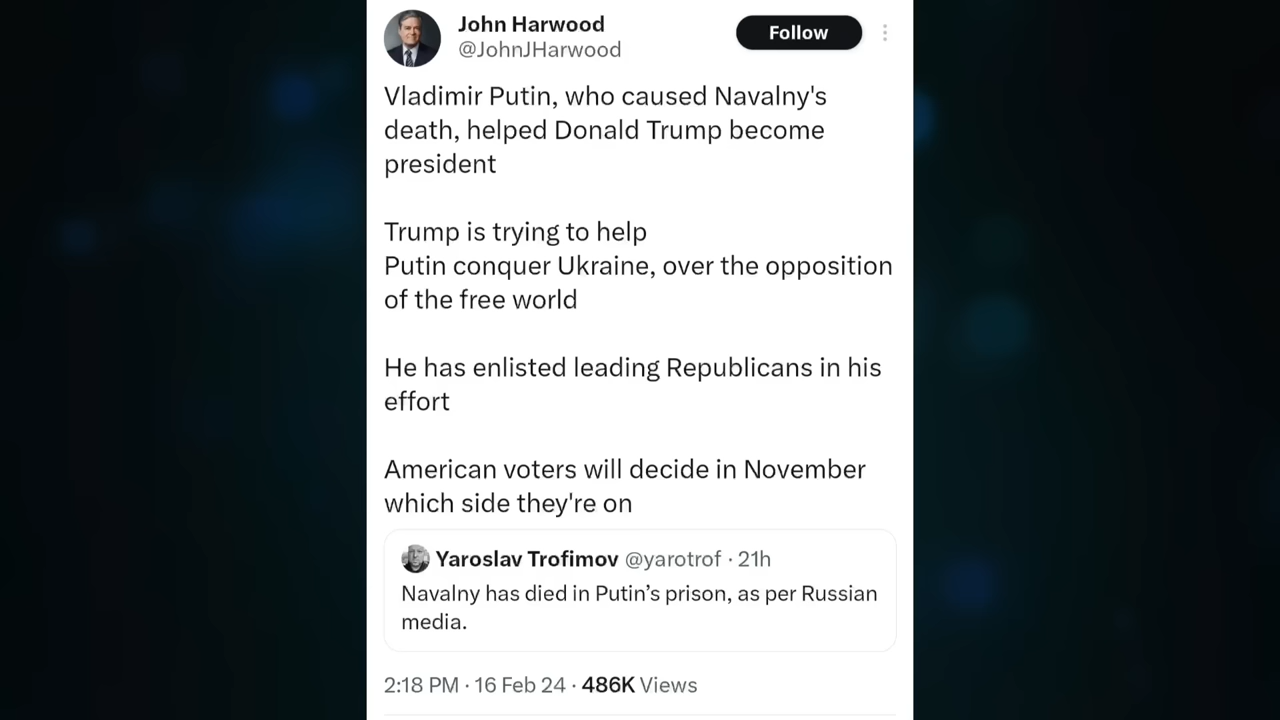 John Harwood
@JohnJHarwood
Follow
Vladimir Putin, who caused Navalny's
death, helped Donald Trump become
president
Trump is trying to help
Putin conquer Ukraine, over the opposition
of the free world
He has enlisted leading Republicans in his
effort
American voters will decide in November
which side they're on
Yaroslav Trofimov @yarotrof · 21h
Navalny has died in Putin’s prison, as per Russian
media.
2:18 PM · 16 Feb 24 · 486K Views